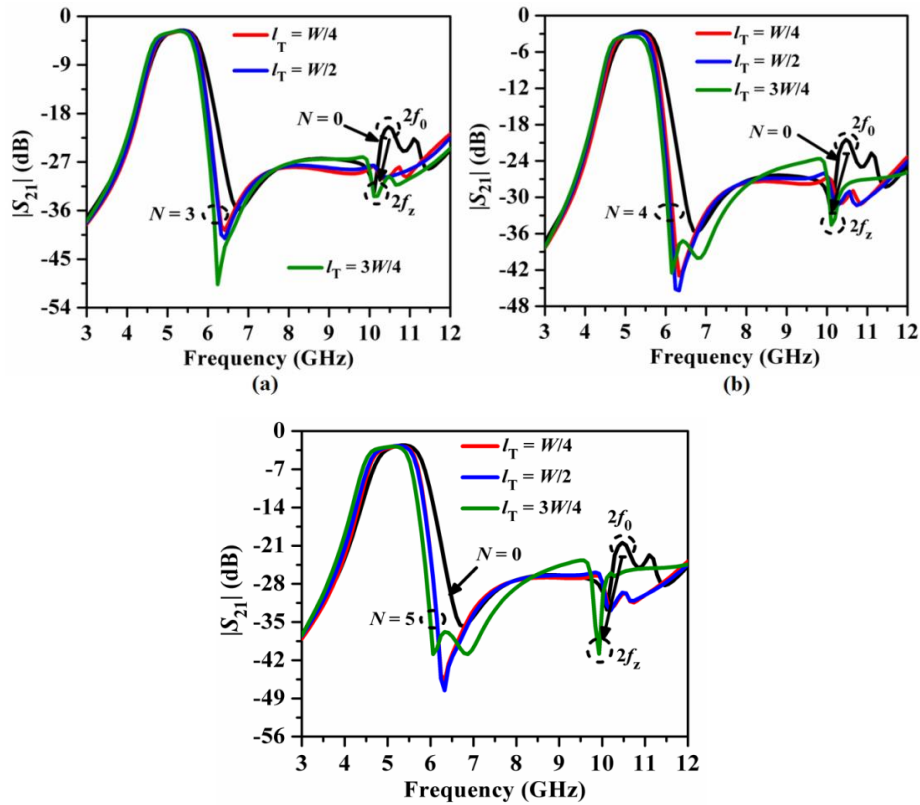 0
-9
-18
-27
-36
-45
-54
|S21| (dB)
lT = W/4
lT = W/2
N = 0
2f0
2fz
N = 3
lT = 3W/4
3 4 5 6 7 8 9 10 11 12
Frequency (GHz)
(a)
0
-6
-12
-18
-24
-30
-36
-42
-48
|S21| (dB)
lT = W/4
lT = W/2
lT = 3W/4
2f0
N = 0
N = 4
2fz
3 4 5 6 7 8 9 10 11 12
Frequency (GHz)
(b)
0
-7
-14
-21
-28
-35
-42
-49
-56
|S21| (dB)
lT = W/4
lT = W/2
lT = 3W/4
2f0
N = 0
N = 5
2fz
3 4 5 6 7 8 9 10 11 12
Frequency (GHz)